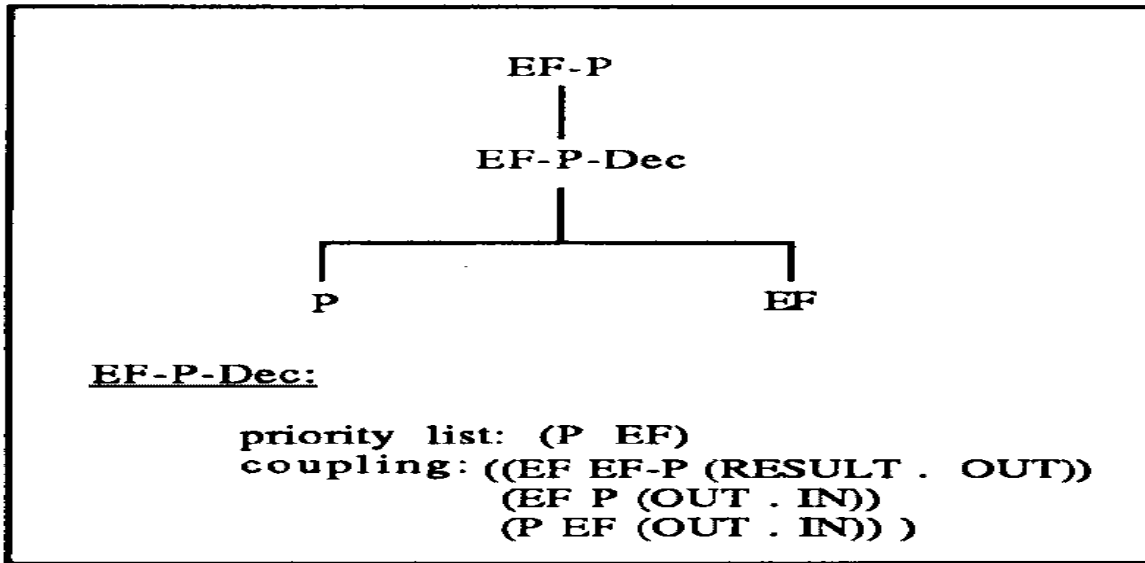 EF-P
EF-P-Dec
P EF
EF-P-Dec:
priority list: (P EF)
coupling: ((EF EF-P (RESULT . OUT))
(EF P (OUT . IN))
(P EF (OUT . IN)) )